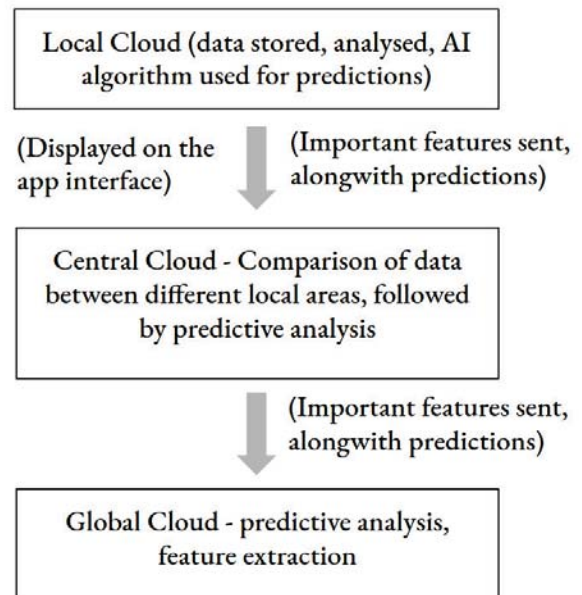 Local Cloud (data stored, analysed, AI
algorithm used for predictions)
(Displayed on the
app interface)
(Important features sent,
alongwith predictions)
Central Cloud - Comparison of data
between different local areas, followed
by predictive analysis
(Important features sent,
alongwith predictions)
Global Cloud - predictive analysis,
feature extraction